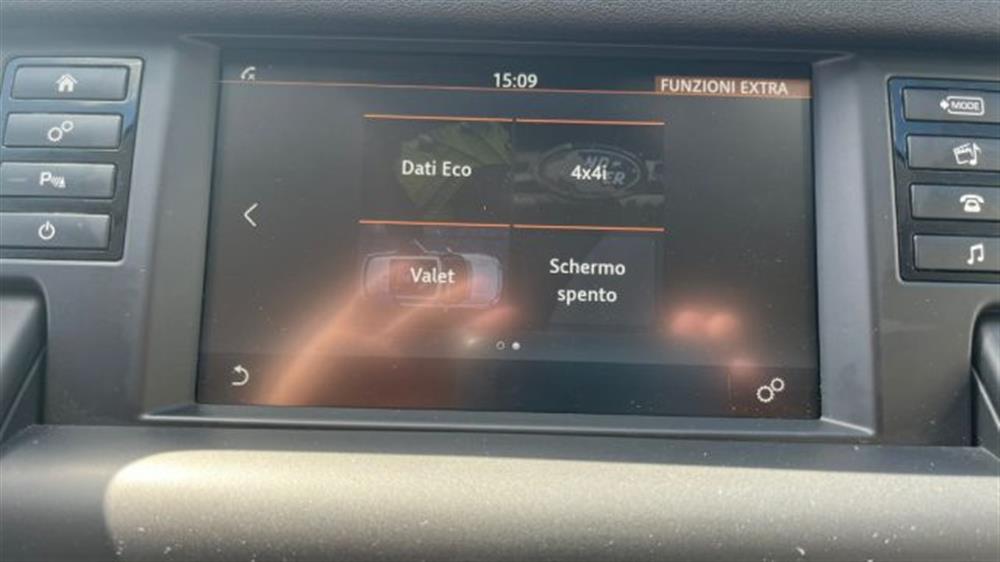 15:09
FUNZIONI EXTRA
Dati Eco
4x4i
Valet
Schermo
spento
MODE
P